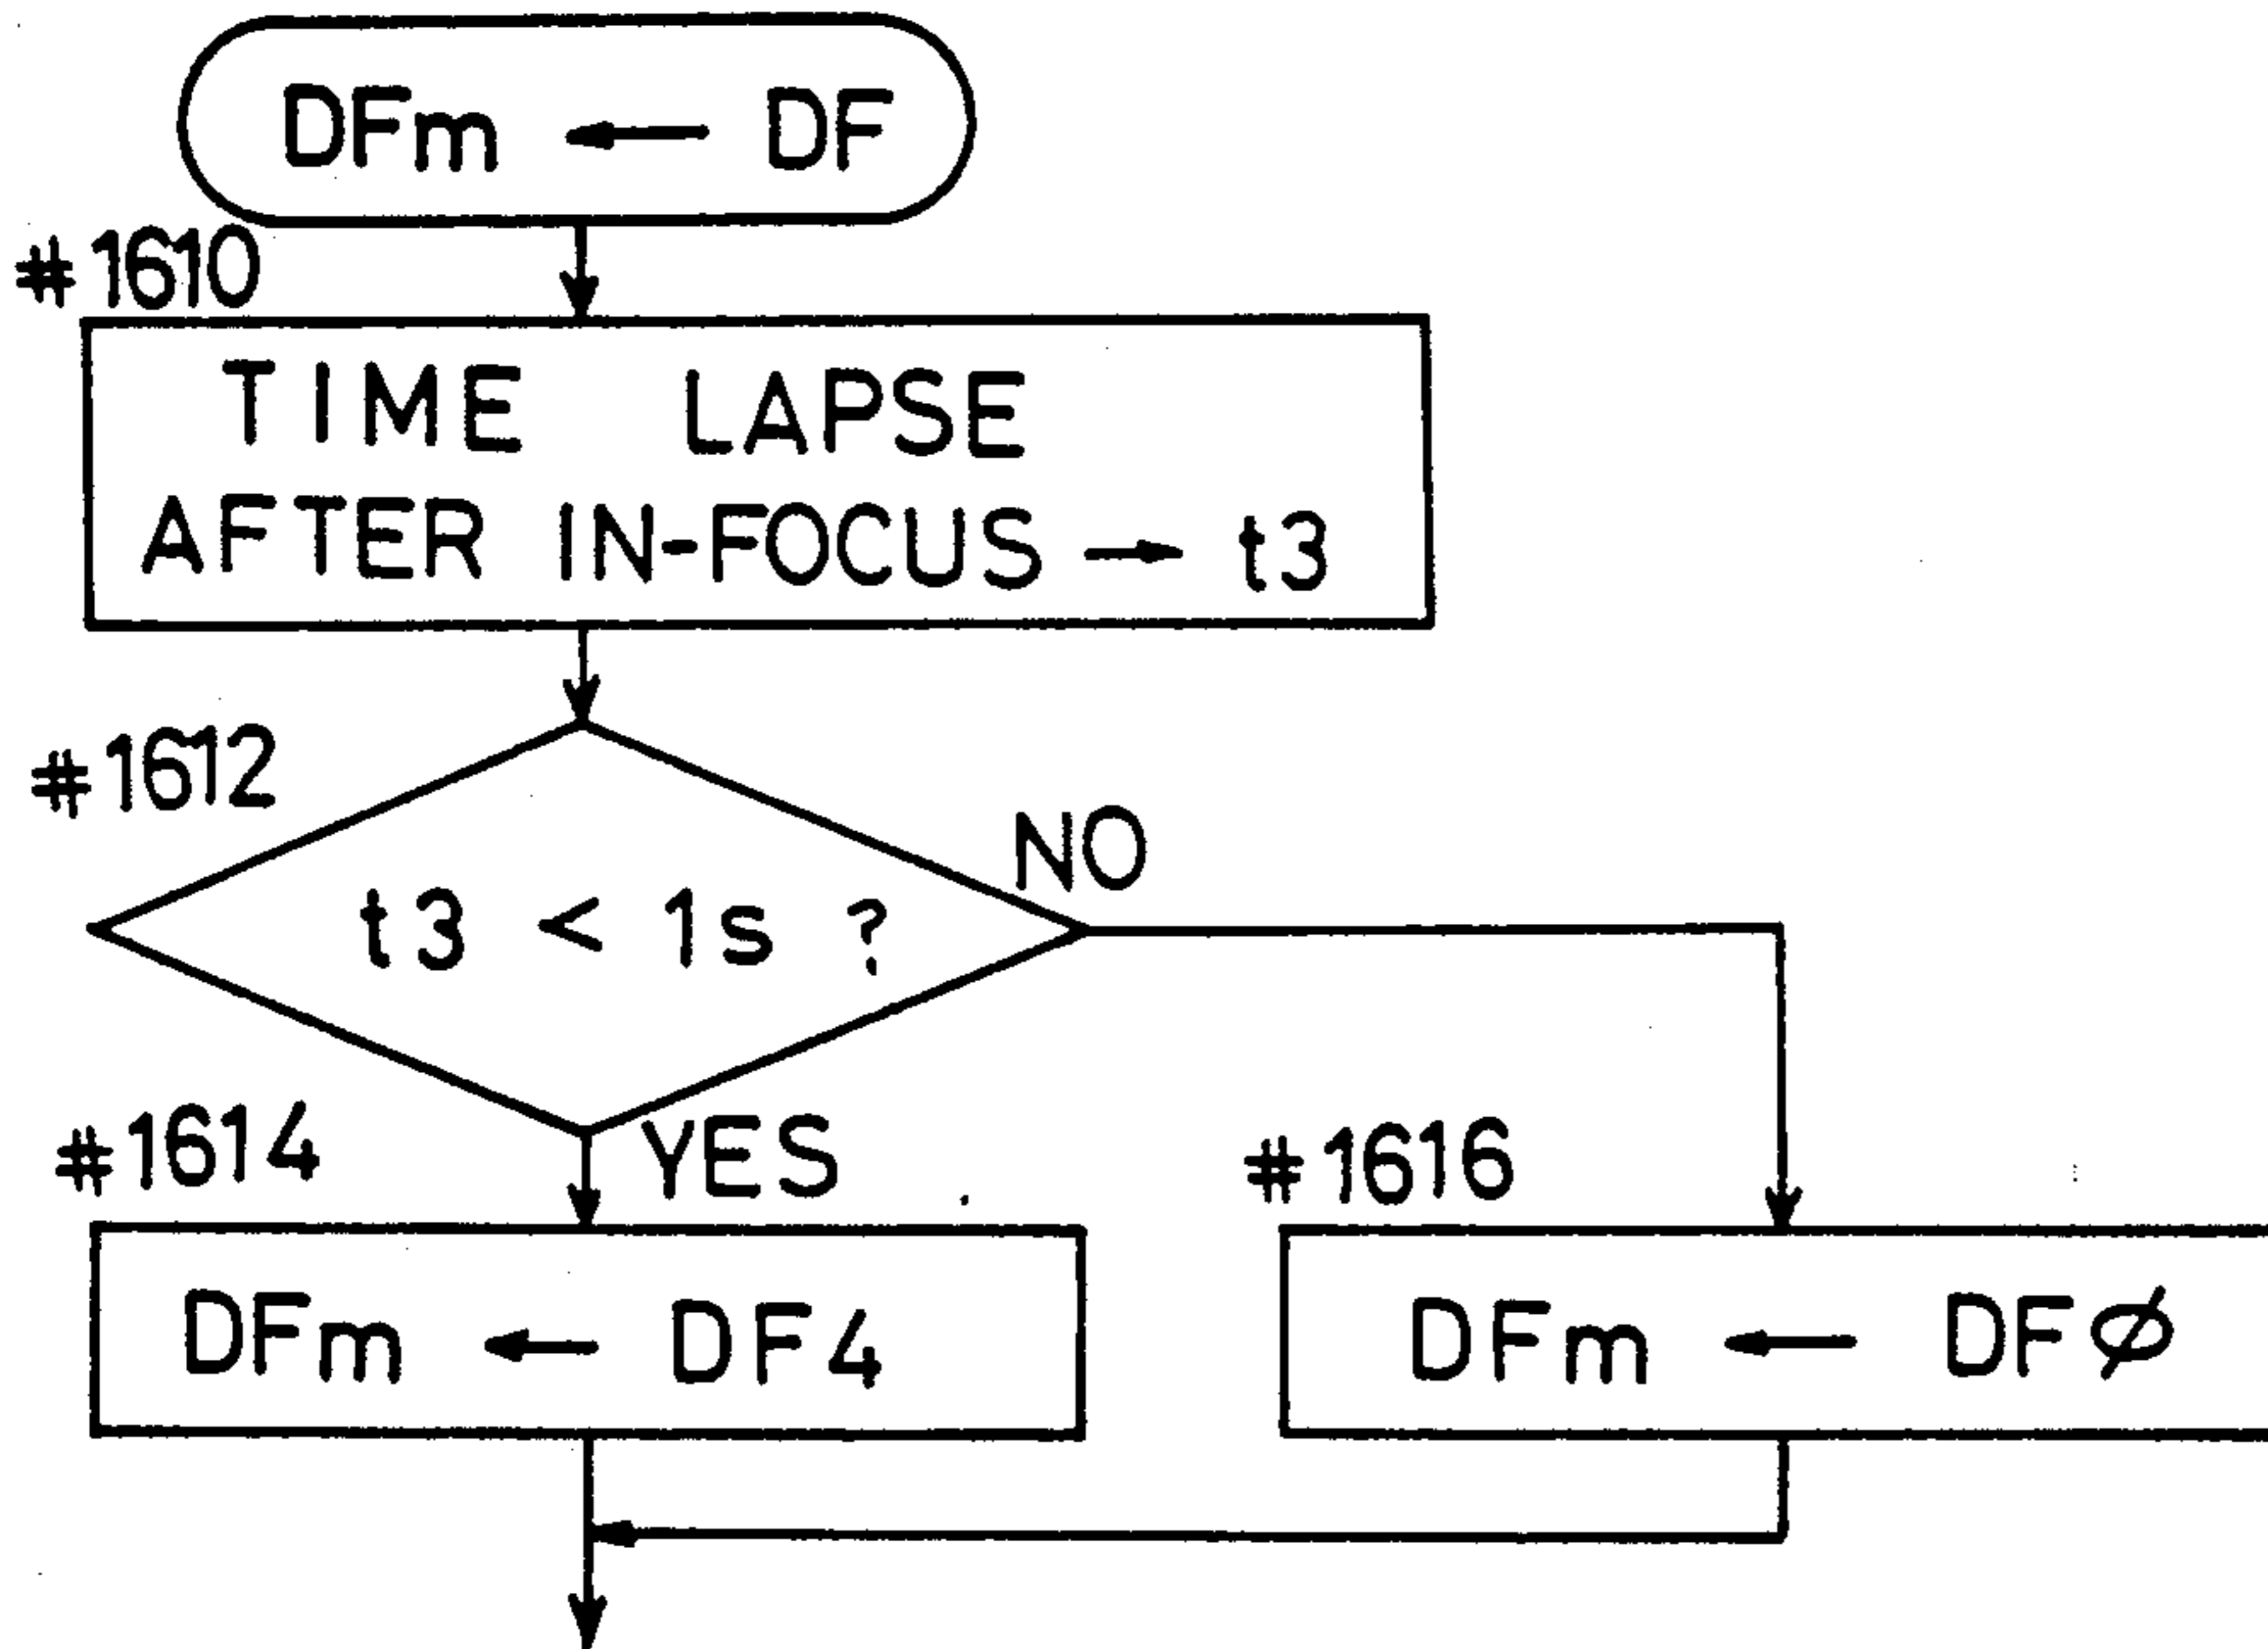 DFm ← DF
#1610
TIME LAPSE
AFTER IN-FOCUS → t3
#1612
t3 < 1s ?
NO
#1614
YES
#1616
DFm ← DF4
DFm ← DFØ